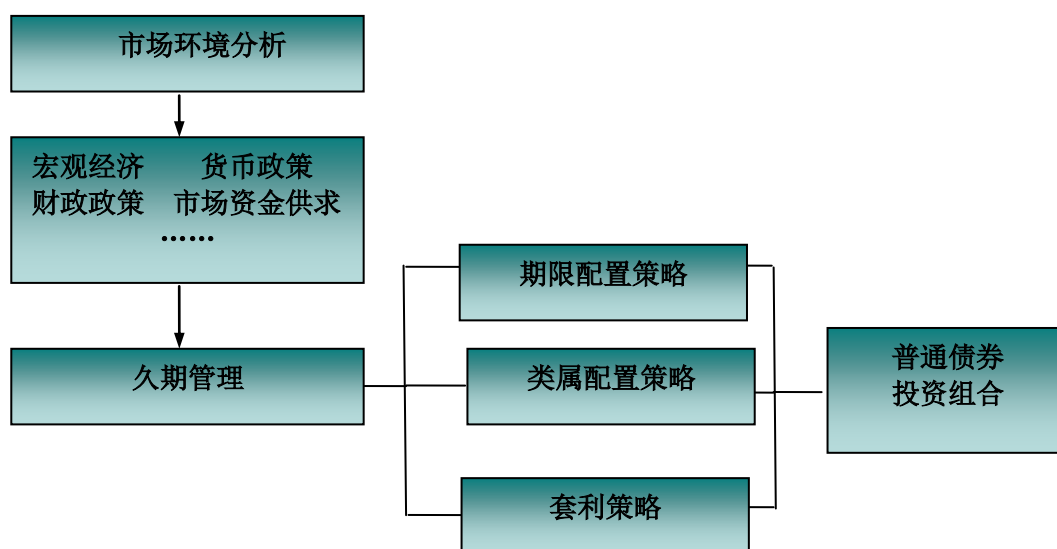 市场环境分析
宏观经济 货币政策
财政政策 市场资金供求
……
久期管理
期限配置策略
类属配置策略
套利策略
普通债券
投资组合